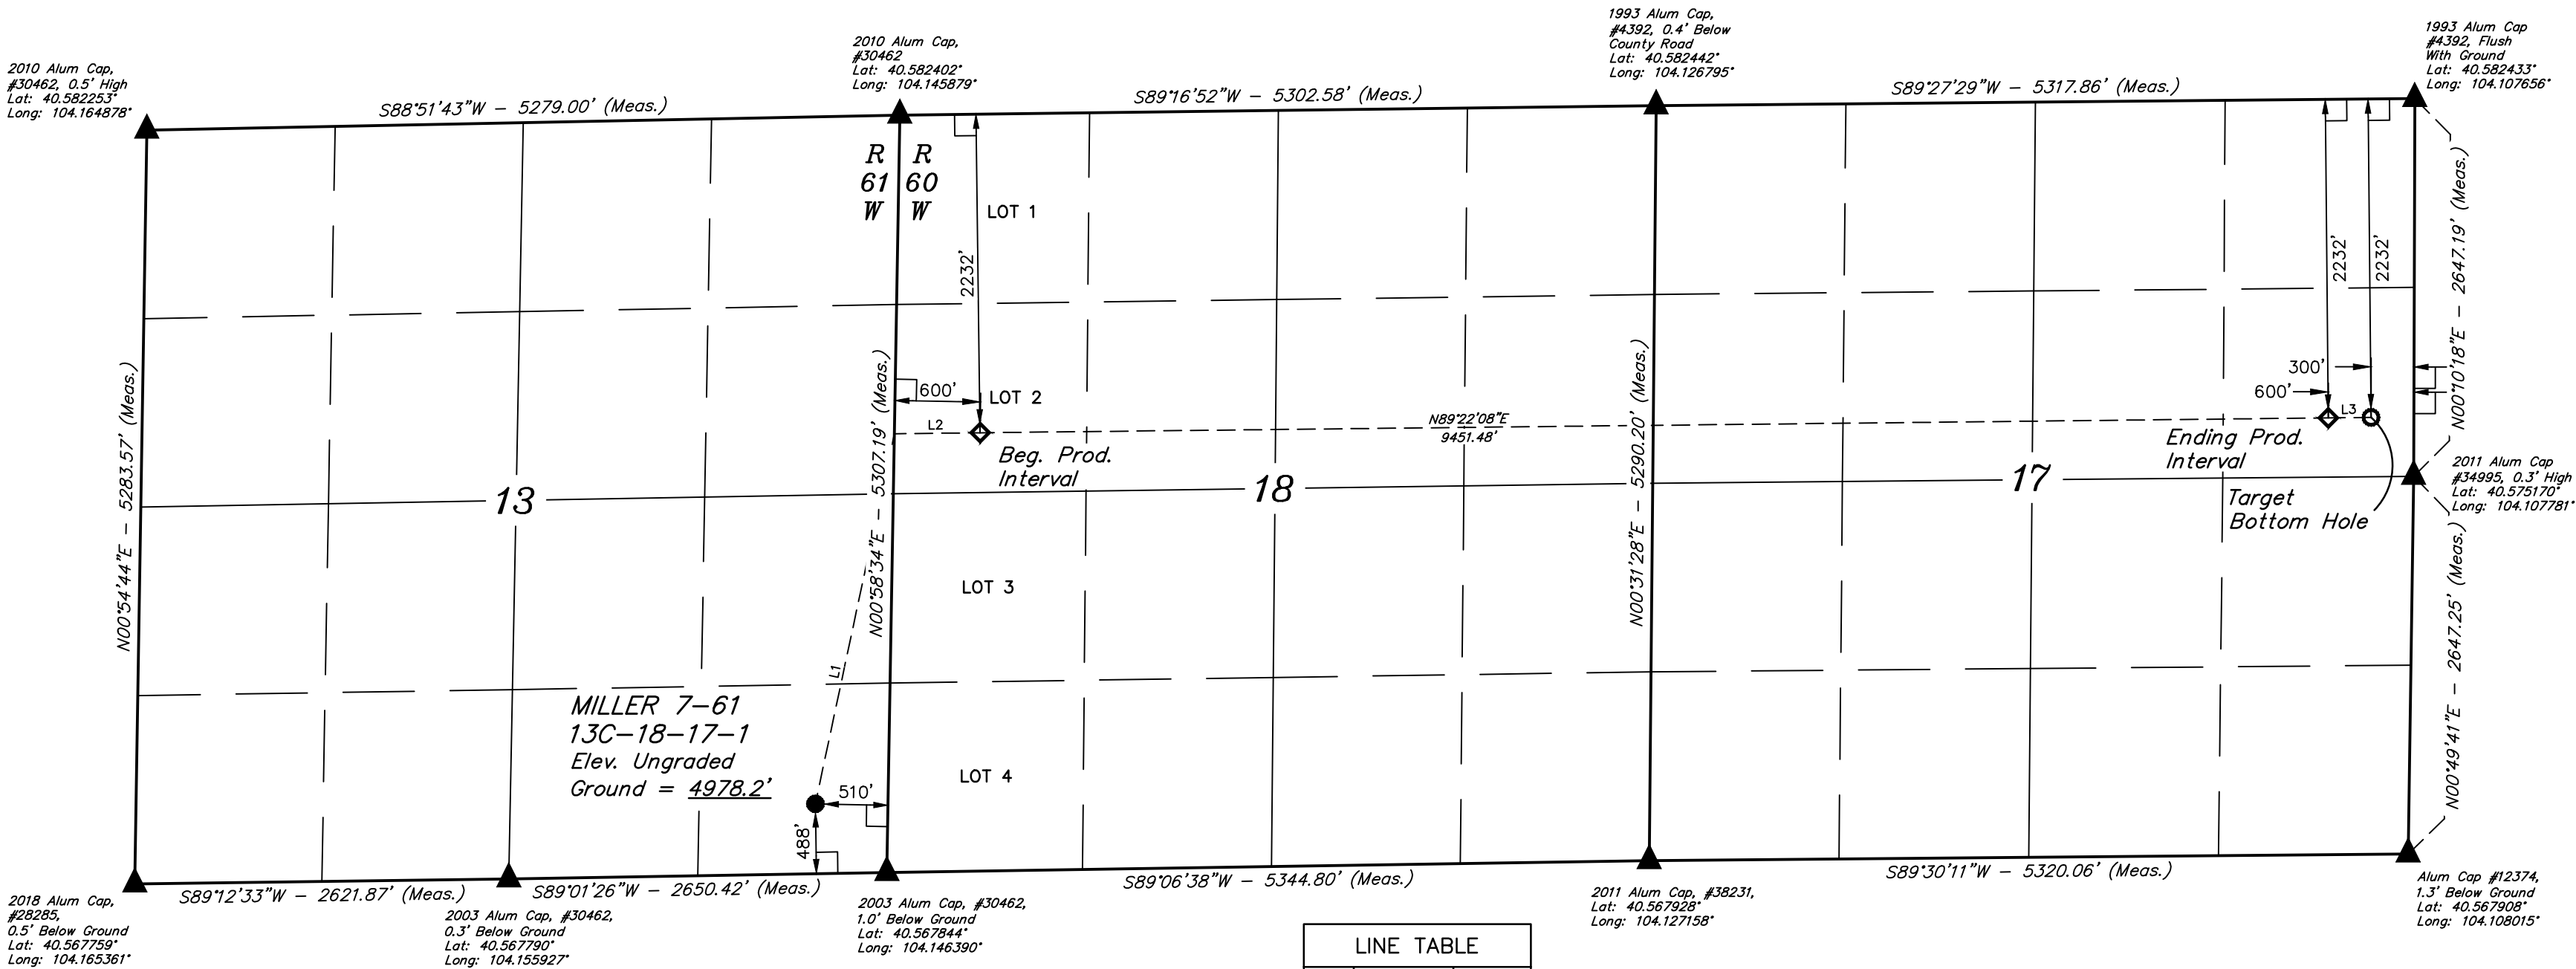 2010 Alum Cap,
#30462, 0.5' High
Lat: 40.582253°
Long: 104.164878°
S88°51'43"W - 5279.00' (Meas.)
2010 Alum Cap,
#30462
Lat: 40.582402°
Long: 104.145879°
S89°16'52"W - 5302.58' (Meas.)
1993 Alum Cap,
#4392, 0.4' Below
County Road
Lat: 40.582442°
Long: 104.126795°
S89°27'29"W - 5317.86' (Meas.)
1993 Alum Cap
#4392, Flush
With Ground
Lat: 40.582433°
Long: 104.107656°
R
61
W
R
60
W
LOT 1
2232'
2232'
2232'
N00°10'18"E - 2647.19' (Meas.)
N00°54'44"E - 5283.57' (Meas.)
N00°58'34"E - 5307.19' (Meas.)
N00°31'28"E - 5290.20' (Meas.)
600'
LOT 2
L2
Beg. Prod.
Interval
N89°22'08"E
9451.48'
300'
600'
L3
Ending Prod.
Interval
Target
Bottom Hole
2011 Alum Cap
#34995, 0.3' High
Lat: 40.575170°
Long: 104.107781°
13
18
17
LOT 3
L1
N00°49'41"E - 2647.25' (Meas.)
MILLER 7-61
13C-18-17-1
Elev. Ungraded
Ground = 4978.2'
LOT 4
510'
488'
2018 Alum Cap,
#28285,
0.5' Below Ground
Lat: 40.567759°
Long: 104.165361°
S89°12'33"W - 2621.87' (Meas.)
2003 Alum Cap, #30462,
0.3' Below Ground
Lat: 40.567790°
Long: 104.155927°
S89°01'26"W - 2650.42' (Meas.)
2003 Alum Cap, #30462,
1.0' Below Ground
Lat: 40.567844°
Long: 104.146390°
S89°06'38"W - 5344.80' (Meas.)
2011 Alum Cap, #38231,
Lat: 40.567928°
Long: 104.127158°
S89°30'11"W - 5320.06' (Meas.)
Alum Cap #12374,
1.3' Below Ground
Lat: 40.567908°
Long: 104.108015°
LINE TABLE